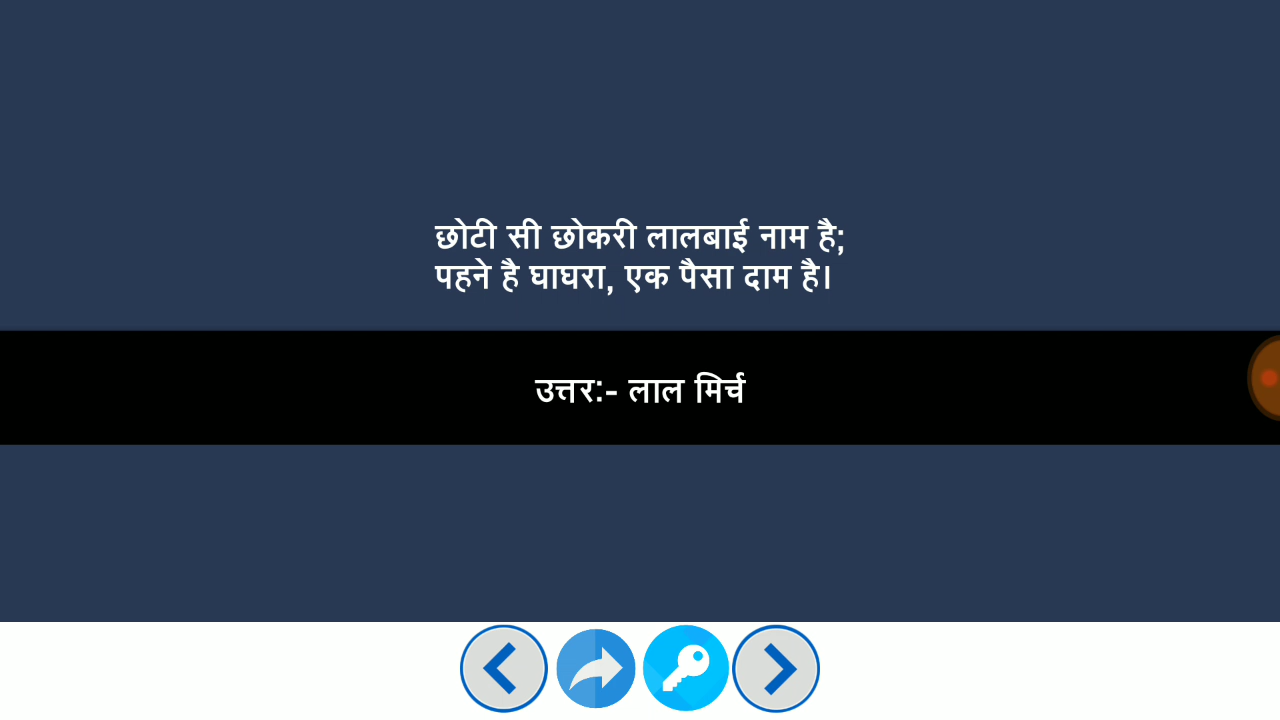 छोटी सी छोकरी लालबाई नाम है;
पहने है घाघरा, एक पैसा दाम है।
उत्तर:- लाल मिर्च